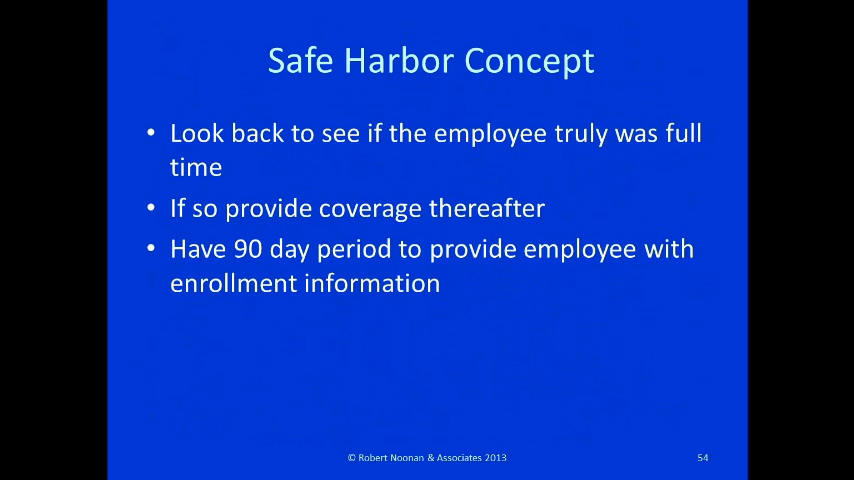 Safe Harbor Concept
• Look back to see if the employee truly was full
time
• If so provide coverage thereafter
• Have 90 day period to provide employee with
enrollment information
© Robert Noonan & Associates 2013
54